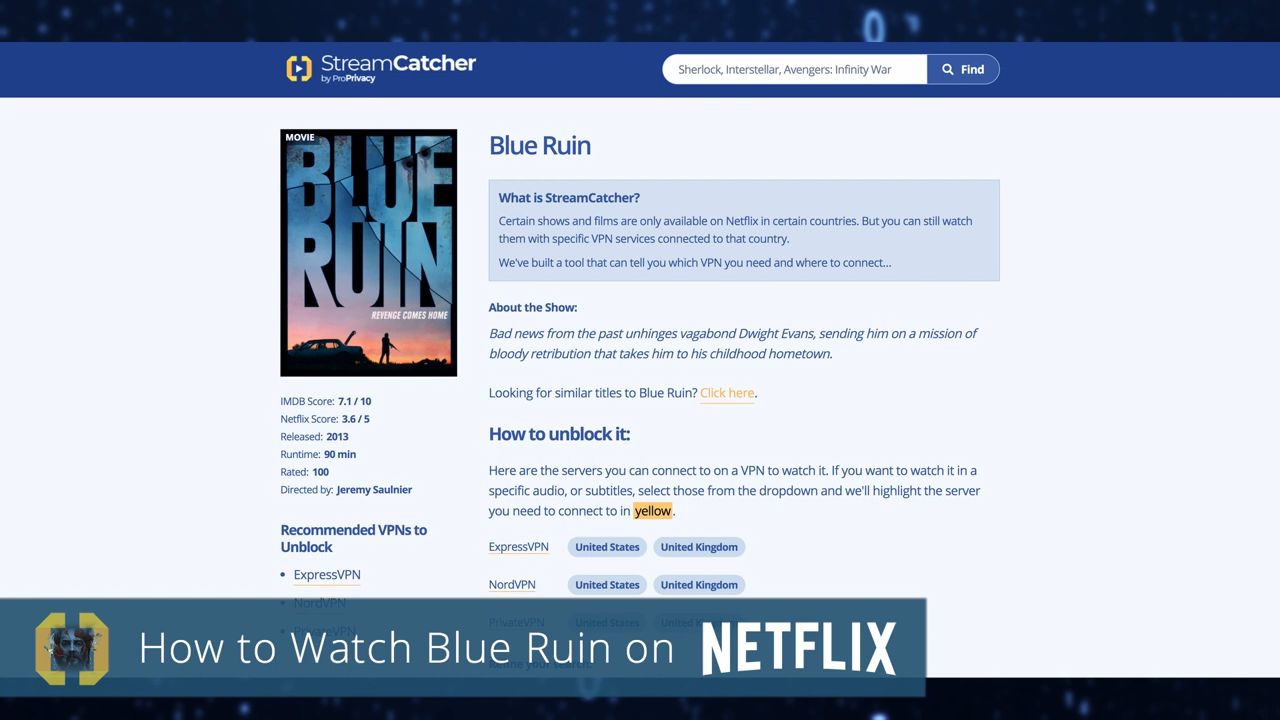 StreamCatcher
by ProPrivacy
Sherlock, Interstellar, Avengers: Infinity War
Find
MOVIE
BLUE
RUIN
REVENGE COMES HOME
IMDB Score: 7.1 / 10
Netflix Score: 3.6 / 5
Released: 2013
Runtime: 90 min
Rated: 100
Directed by: Jeremy Saulnier
Recommended VPNs to
Unblock
• ExpressVPN
• NordVPN
• PrivateVPN
Blue Ruin
What is StreamCatcher?
Certain shows and films are only available on Netflix in certain countries. But you can still watch
them with specific VPN services connected to that country.
We've built a tool that can tell you which VPN you need and where to connect...
About the Show:
Bad news from the past unhinges vagabond Dwight Evans, sending him on a mission of
bloody retribution that takes him to his childhood hometown.
Looking for similar titles to Blue Ruin? Click here.
How to unblock it:
Here are the servers you can connect to on a VPN to watch it. If you want to watch it in a
specific audio, or subtitles, select those from the dropdown and we'll highlight the server
you need to connect to in yellow.
ExpressVPN United States United Kingdom
NordVPN United States United Kingdom
PrivateVPN United States United Kingdom
How to Watch Blue Ruin on NETFLIX